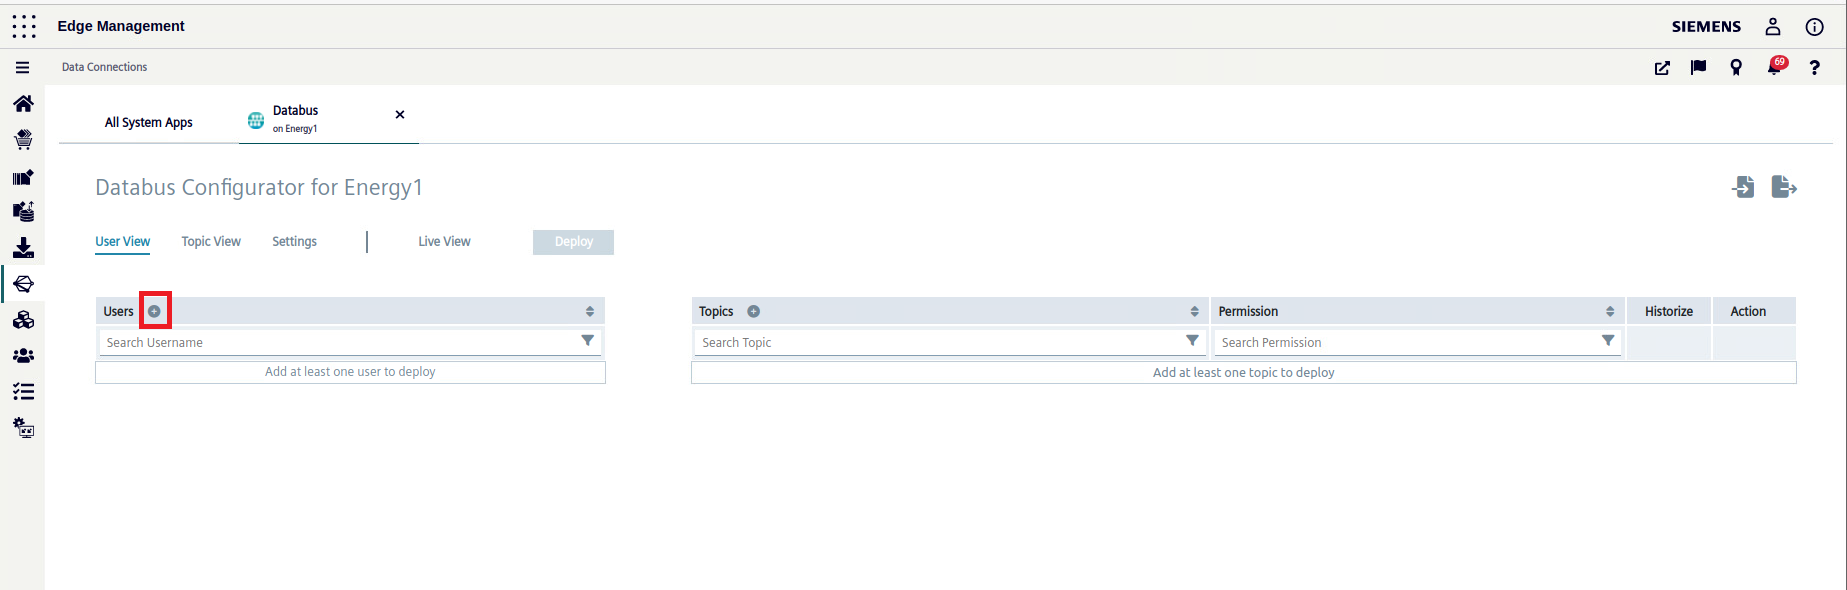 Edge Management
SIEMENS
Data Connections
69
All System Apps
Databus
on Energy1
Databus Configurator for Energy1
User View
Topic View
Settings
Live View
Deploy
Users
Topics
Permission
Historize
Action
Search Username
Search Topic
Search Permission
Add at least one user to deploy
Add at least one topic to deploy